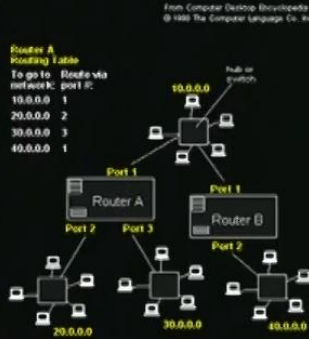 From Computer Desktop Encyclopedia
© 1998 The Computer Language Co. Inc.
Router A
Routing Table
To go to Route via
network: port #:
10.0.0.0 1
20.0.0.0 2
30.0.0.0 3
40.0.0.0 1
hub or
switch
10.0.0.0
Port 1
Router A
Port 2 Port 3
Port 1
Router B
Port 2
20.0.0.0
30.0.0.0
40.0.0.0